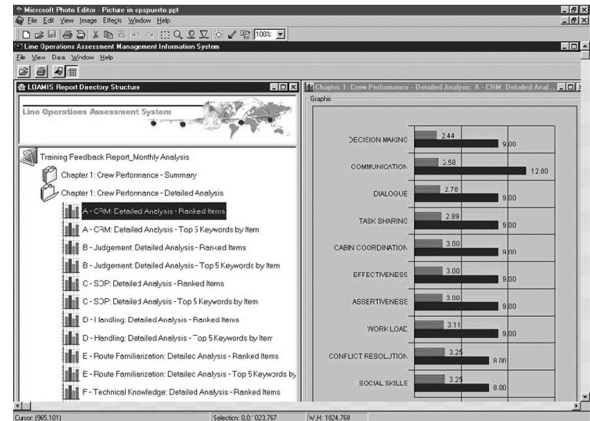 Microsoft Photo Editor - Picture in cpspuerto.ppt
File Edit View Image Effects Window Help
100%
Line Operations Assessment Management Information System
File View Data Window Help
LOAMIS Report Directory Structure
Line Operations Assessment System
Training Feedback Report_Monthly Analysis
Chapter 1: Crew Performance - Summary
Chapter 1: Crew Performance - Detailed Analysis
A - CRM: Detailed Analysis - Ranked Items
A - CRM: Detailed Analysis - Top 5 Keywords by Item
B - Judgement: Detailed Analysis - Ranked Items
B - Judgement: Detailed Analysis - Top 5 Keywords by Item
C - SOP: Detailed Analysis - Ranked Items
C - SOP: Detailed Analysis - Top 5 Keywords by Item
D - Handling: Detailed Analysis - Ranked Items
D - Handling: Detailed Analysis - Top 5 Keywords by Item
E - Route Familiarization: Detailed Analysis - Ranked Items
E - Route Familiarization: Detailed Analysis - Top 5 Keywords by
F - Technical Knowledge: Detailed Analysis - Ranked Items
Chapter 1: Crew Performance - Detailed Analysis: A - CRM: Detailed Anal...
Graphic
DECISION MAKING 2.44 9.00
COMMUNICATION 2.58 12.00
DIALOGUE 2.78 9.00
TASK SHARING 2.89 9.00
CABIN COORDINATION 3.00 9.00
EFFECTIVENESS 3.00 9.00
ASSERTIVENESS 3.00 9.00
WORK LOAD 3.11 9.00
CONFLICT RESOLUTION 3.25 8.00
SOCIAL SKILLS 3.25 8.00
Cursor: (965,101) Selection: 0,0:1023,767 W,H: 1024,768